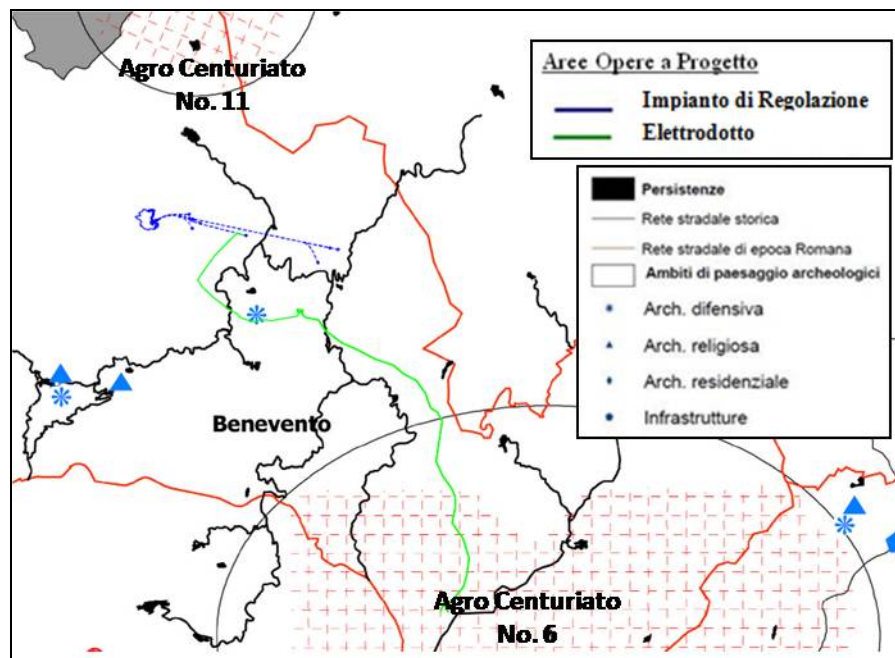 Agro Centuriato
No. 11
Aree Opere a Progetto
Impianto di Regolazione
Elettrodotto
Persistenze
Rete stradale storica
Rete stradale di epoca Romana
Ambiti di paesaggio archeologici
Arch. difensiva
Arch. religiosa
Arch. residenziale
Infrastrutture
Benevento
Agro Centuriato
No. 6